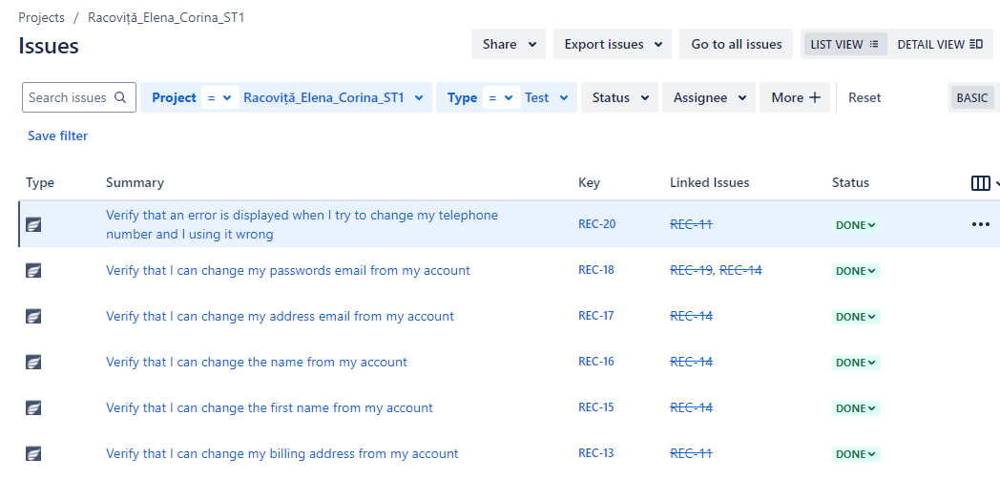 Projects / Racoviță_Elena_Corina_ST1
Issues
Share Export issues Go to all issues LIST VIEW DETAIL VIEW
Search issues Project = Racoviță_Elena_Corina_ST1 Type = Test Status Assignee More + Reset BASIC
Save filter
Type Summary Key Linked Issues Status
Verify that an error is displayed when I try to change my telephone
number and I using it wrong REC-20 REC-11 DONE
Verify that I can change my passwords email from my account REC-18 REC-19, REC-14 DONE
Verify that I can change my address email from my account REC-17 REC-14 DONE
Verify that I can change the name from my account REC-16 REC-14 DONE
Verify that I can change the first name from my account REC-15 REC-14 DONE
Verify that I can change my billing address from my account REC-13 REC-11 DONE